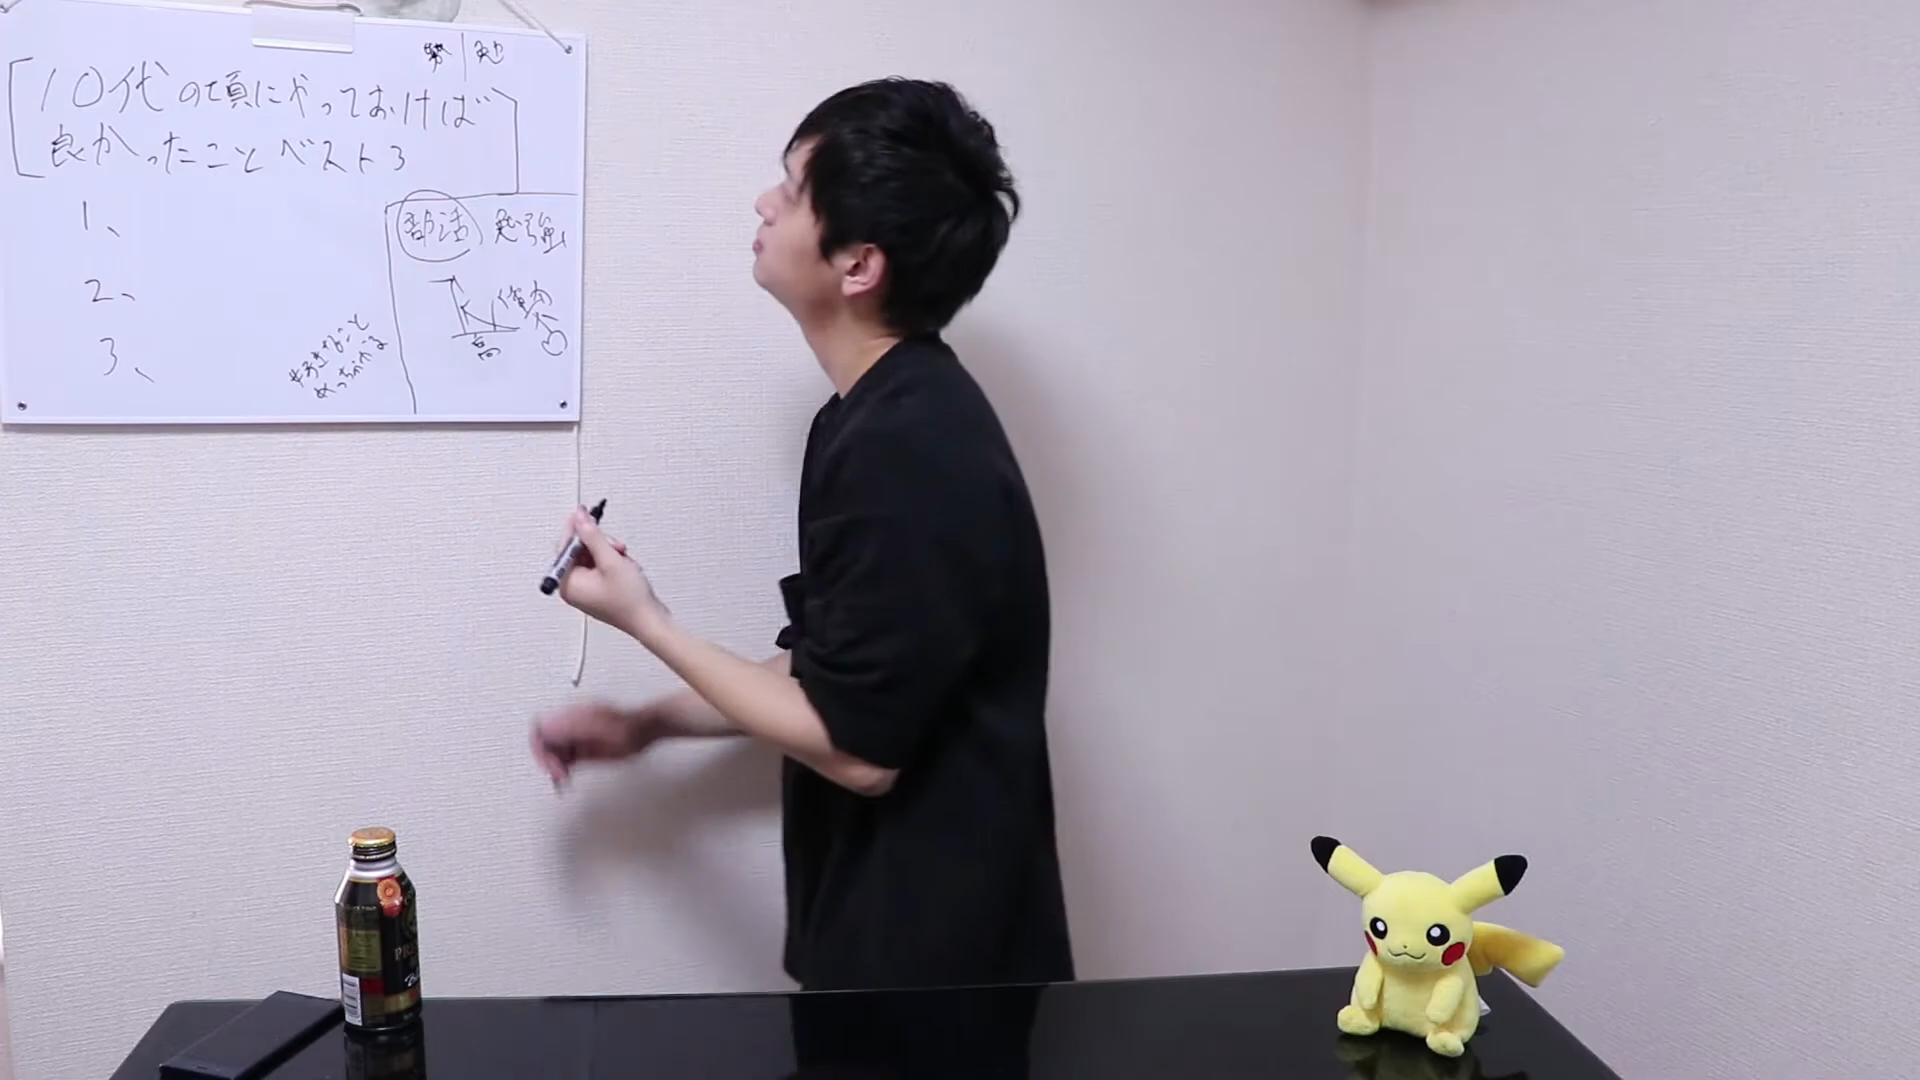 勉
[10代の頃にやっておけば
良かったことベスト3]
1、
2、
3、
部活 勉強
高
好きなこと
めっちゃやる